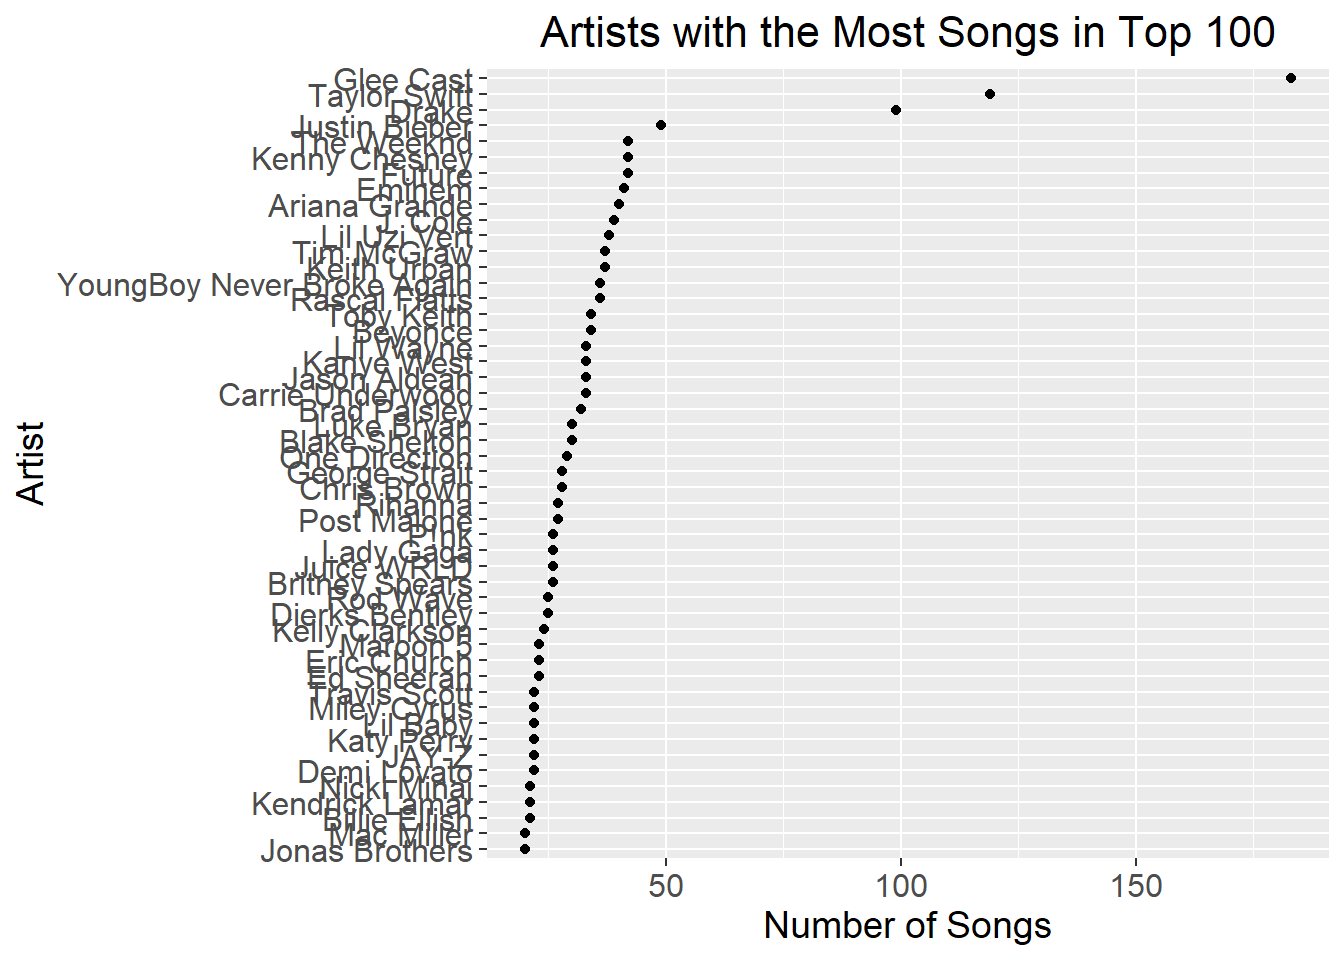 Artists with the Most Songs in Top 100
Glee Cast
Taylor Swift
Drake
Justin Bieber
The Weeknd
Kenny Chesney
Future
Eminem
Ariana Grande
J. Cole
Lil Uzi Vert
Tim McGraw
Keith Urban
YoungBoy Never Broke Again
Rascal Flatts
Toby Keith
Beyonce
Lil Wayne
Kanye West
Jason Aldean
Carrie Underwood
Brad Paisley
Luke Bryan
Blake Shelton
One Direction
George Strait
Chris Brown
Rihanna
Post Malone
P!nk
Lady Gaga
Juice WRLD
Britney Spears
Rod Wave
Dierks Bentley
Kelly Clarkson
Maroon 5
Eric Church
Ed Sheeran
Travis Scott
Miley Cyrus
Lil Baby
Katy Perry
JAY-Z
Demi Lovato
Nicki Minaj
Kendrick Lamar
Billie Eilish
Mac Miller
Jonas Brothers
Artist
50 100 150
Number of Songs